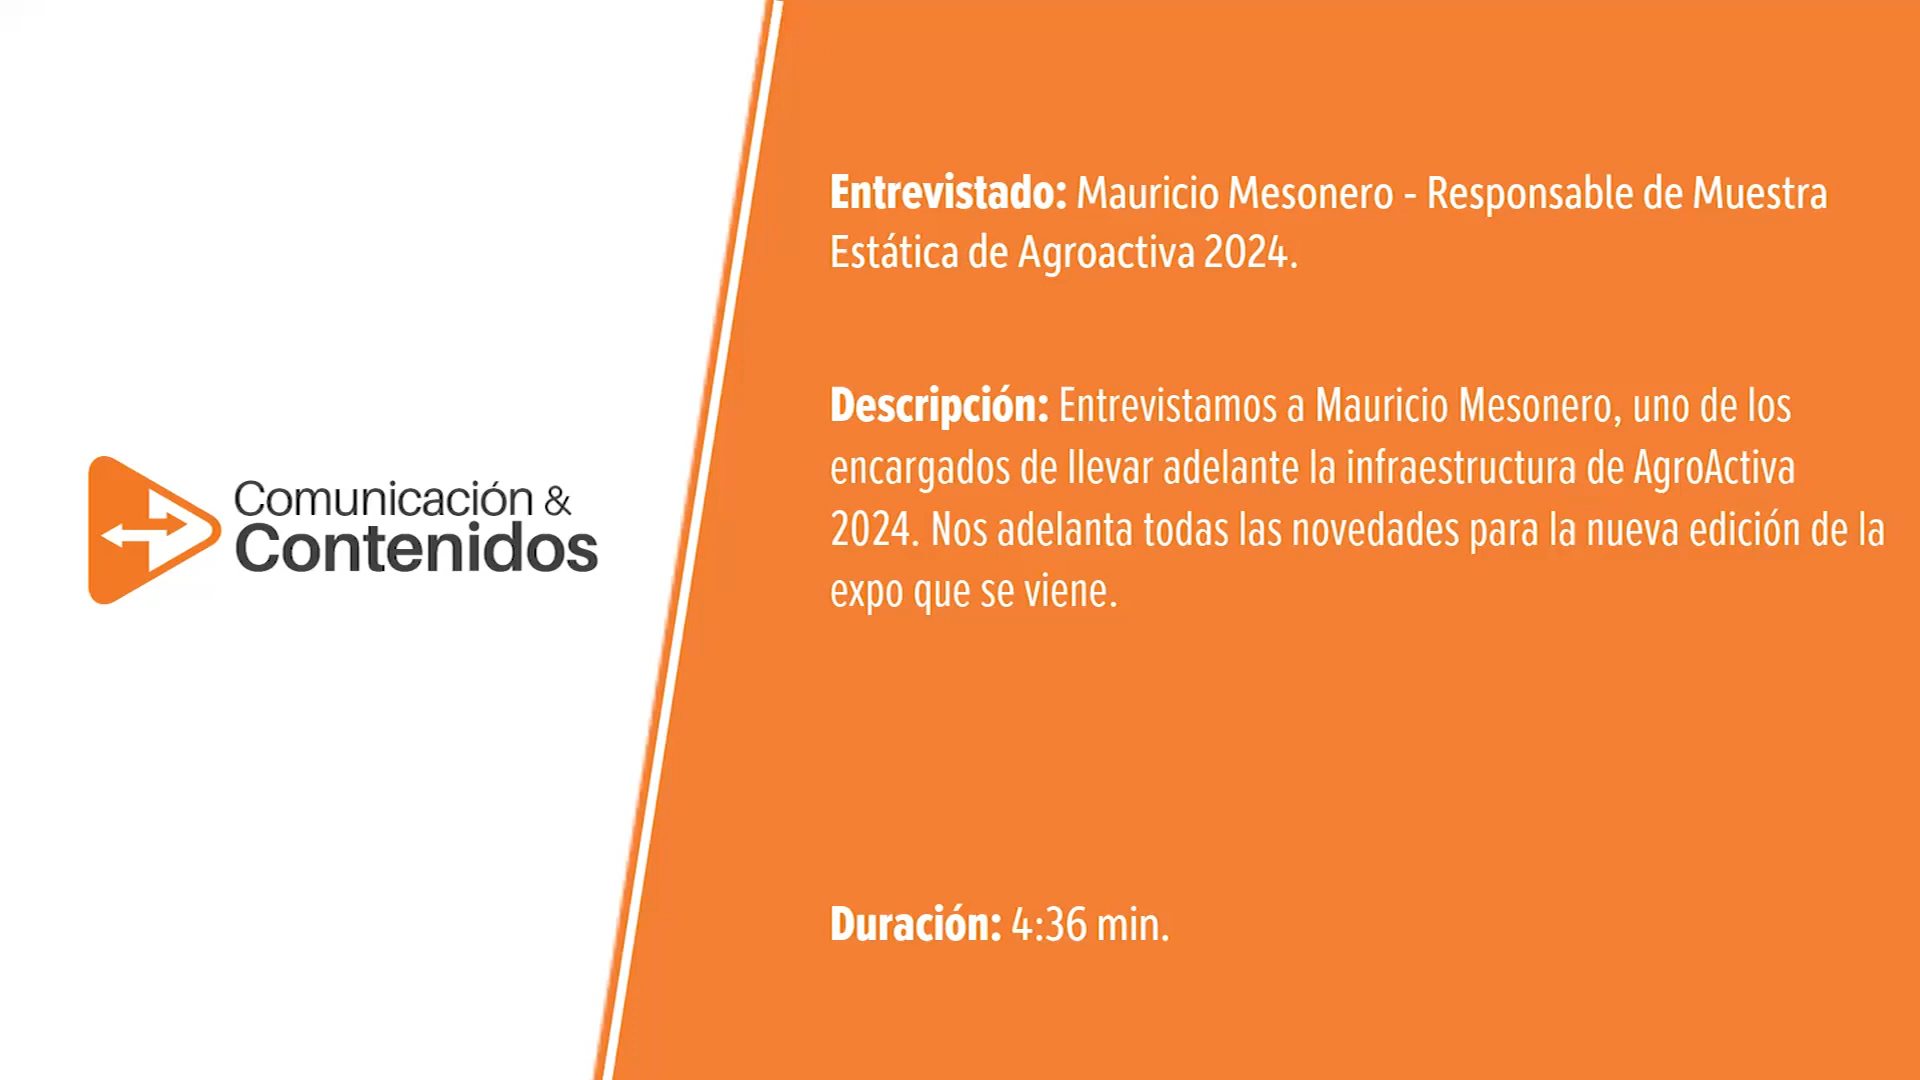 Comunicación &
Contenidos
Entrevistado: Mauricio Mesonero - Responsable de Muestra
Estática de Agroactiva 2024.
Descripción: Entrevistamos a Mauricio Mesonero, uno de los
encargados de llevar adelante la infraestructura de AgroActiva
2024. Nos adelanta todas las novedades para la nueva edición de la
expo que se viene.
Duración: 4:36 min.